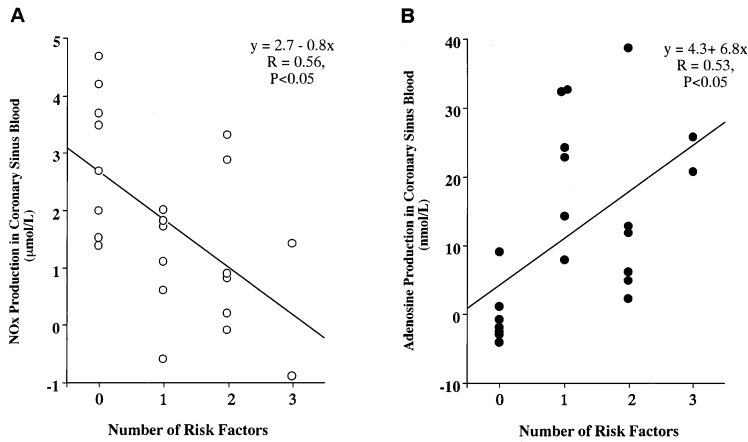 A
y = 2.7 - 0.8x
R = 0.56,
P<0.05
NOx Production in Coronary Sinus Blood
(μmol/L)
5
4
3
2
1
0
-1
0 1 2 3
Number of Risk Factors
B
y = 4.3+ 6.8x
R = 0.53,
P<0.05
Adenosine Production in Coronary Sinus Blood
(nmol/L)
40
30
20
10
0
-10
0 1 2 3
Number of Risk Factors